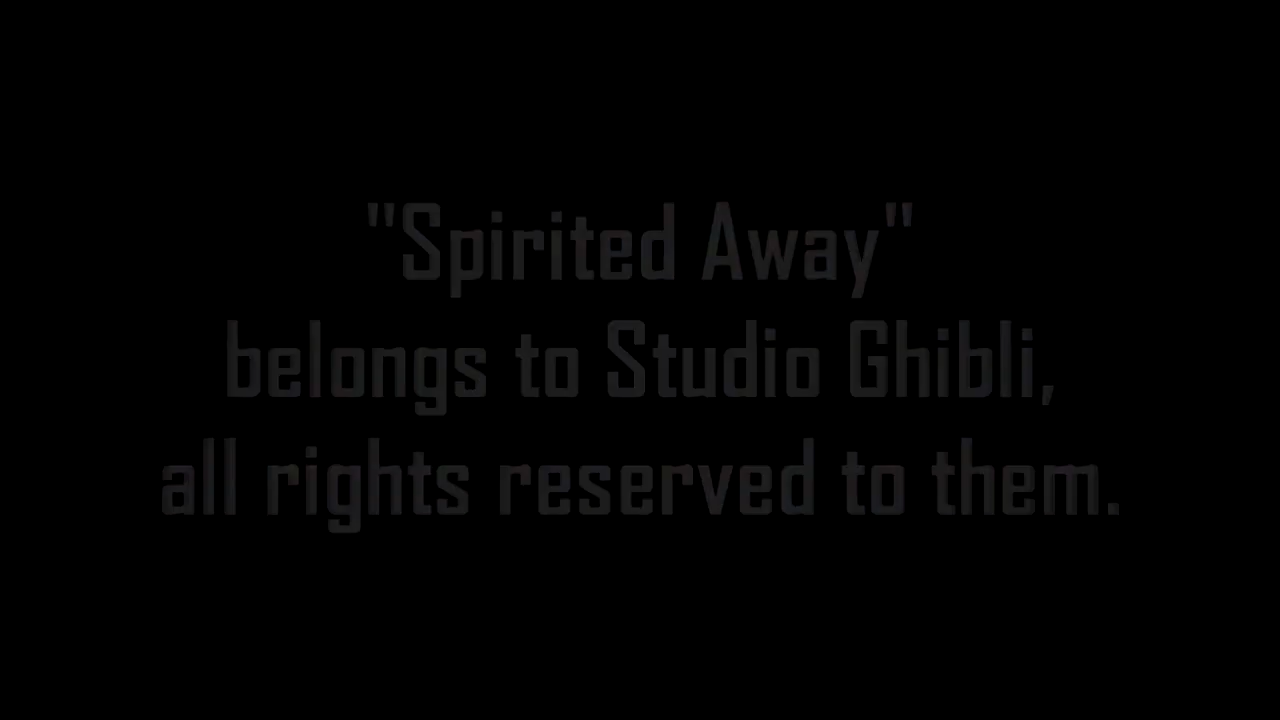 "Spirited Away"
belongs to Studio Ghibli,
all rights reserved to them.